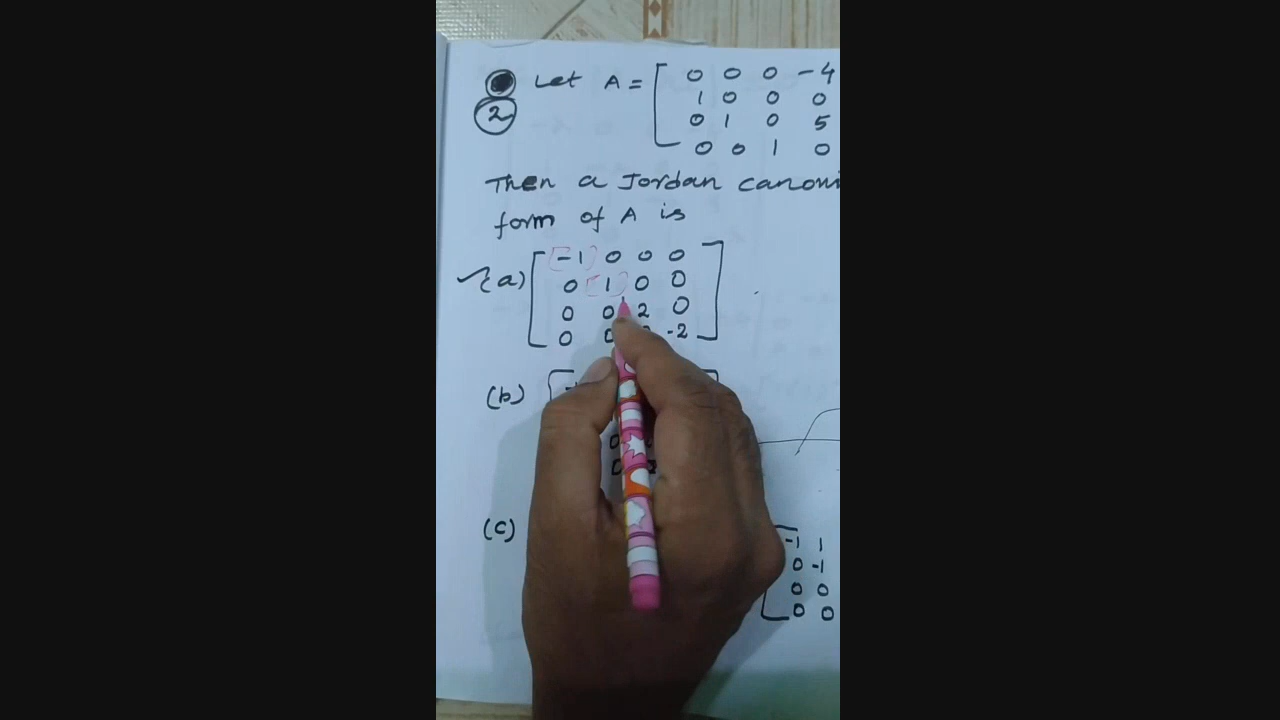 Let A = [ 0 0 0 -4
② 1 0 0 0
0 1 0 5
0 0 1 0
Then a Jordan canoni
form of A is
(a) [ -1 0 0 0 ]
0 1 0 0
0 0 2 0
0 0 -2
(b) [
(c)
-1 1
0 -1
0 0
0 0